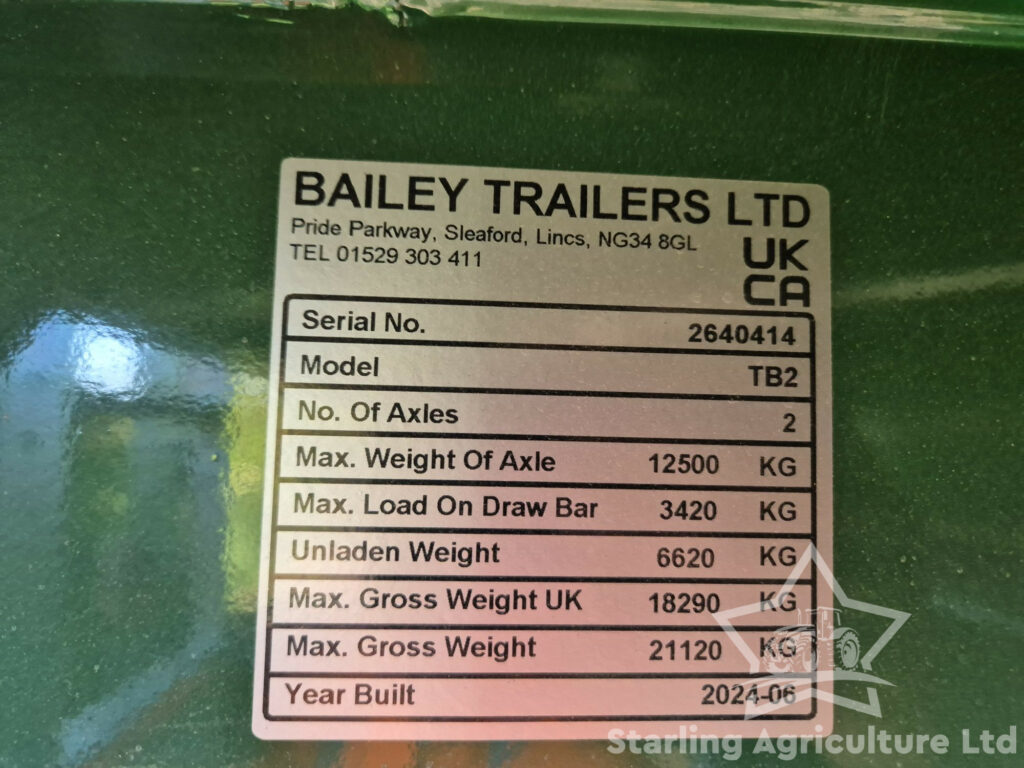 BAILEY TRAILERS LTD
Pride Parkway, Sleaford, Lincs, NG34 8GL
TEL 01529 303 411
UK
CA
Serial No. 2640414
Model TB2
No. Of Axles 2
Max. Weight Of Axle 12500 KG
Max. Load On Draw Bar 3420 KG
Unladen Weight 6620 KG
Max. Gross Weight UK 18290 KG
Max. Gross Weight 21120 KG
Year Built 2024-06
Starling Agriculture Ltd